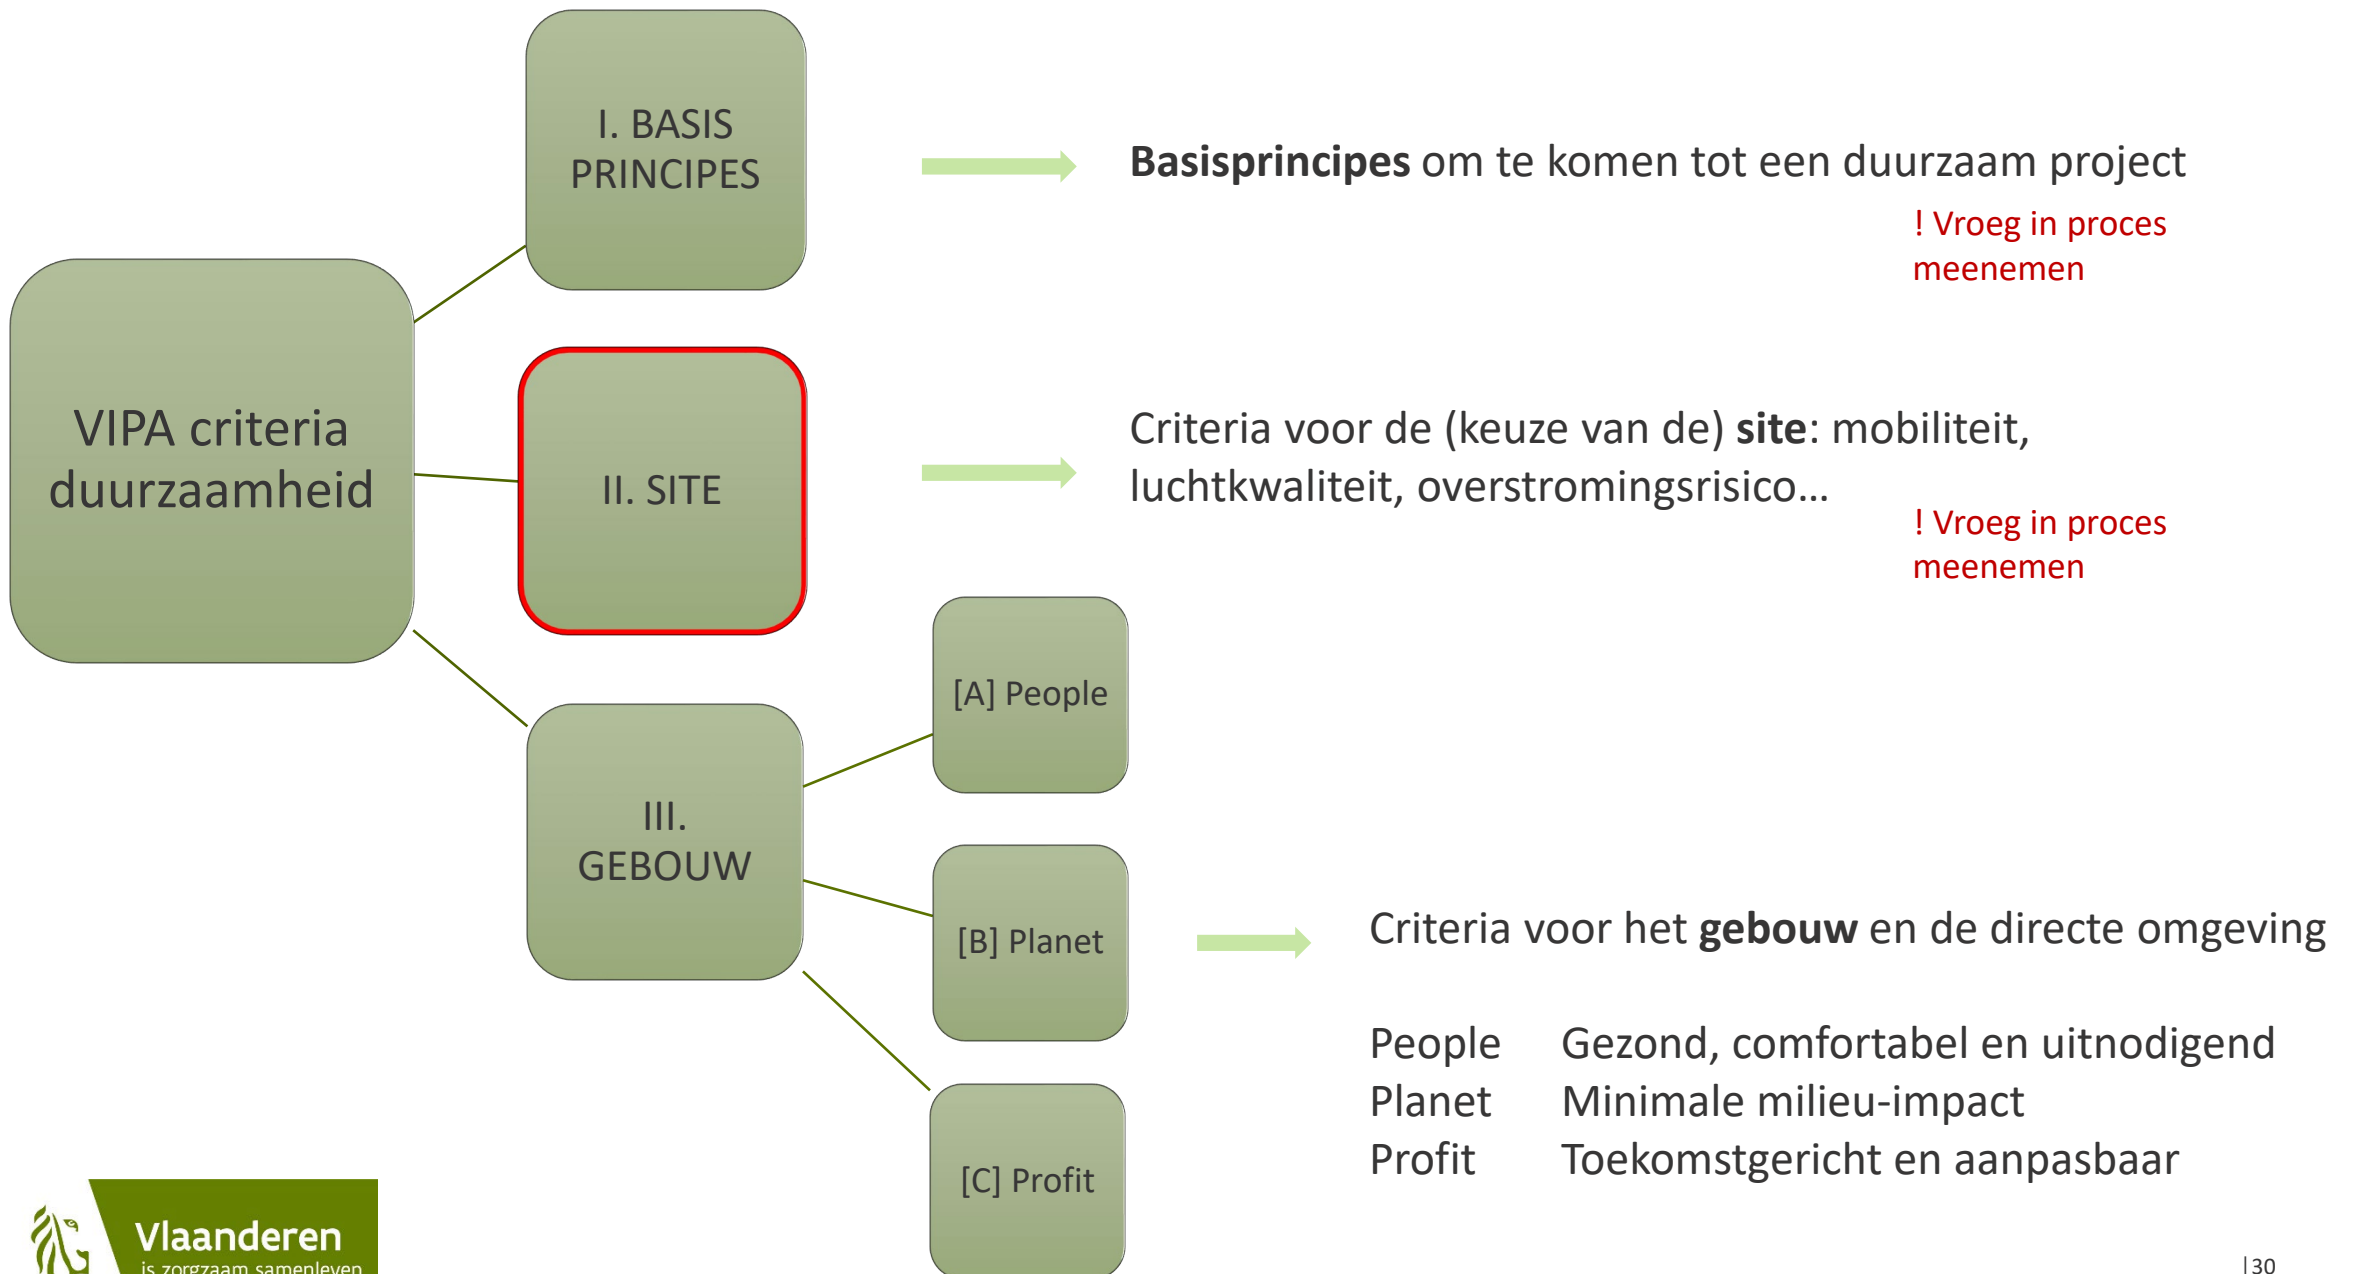 I. BASIS
PRINCIPES
Basisprincipes om te komen tot een duurzaam project
! Vroeg in proces
meenemen
VIPA criteria
duurzaamheid
II. SITE
Criteria voor de (keuze van de) site: mobiliteit,
luchtkwaliteit, overstromingsrisico...
! Vroeg in proces
meenemen
III.
GEBOUW
[A] People
[B] Planet
[C] Profit
Criteria voor het gebouw en de directe omgeving
People Gezond, comfortabel en uitnodigend
Planet Minimale milieu-impact
Profit Toekomstgericht en aanpasbaar
Vlaanderen
is zorgzaam samenleven
|30